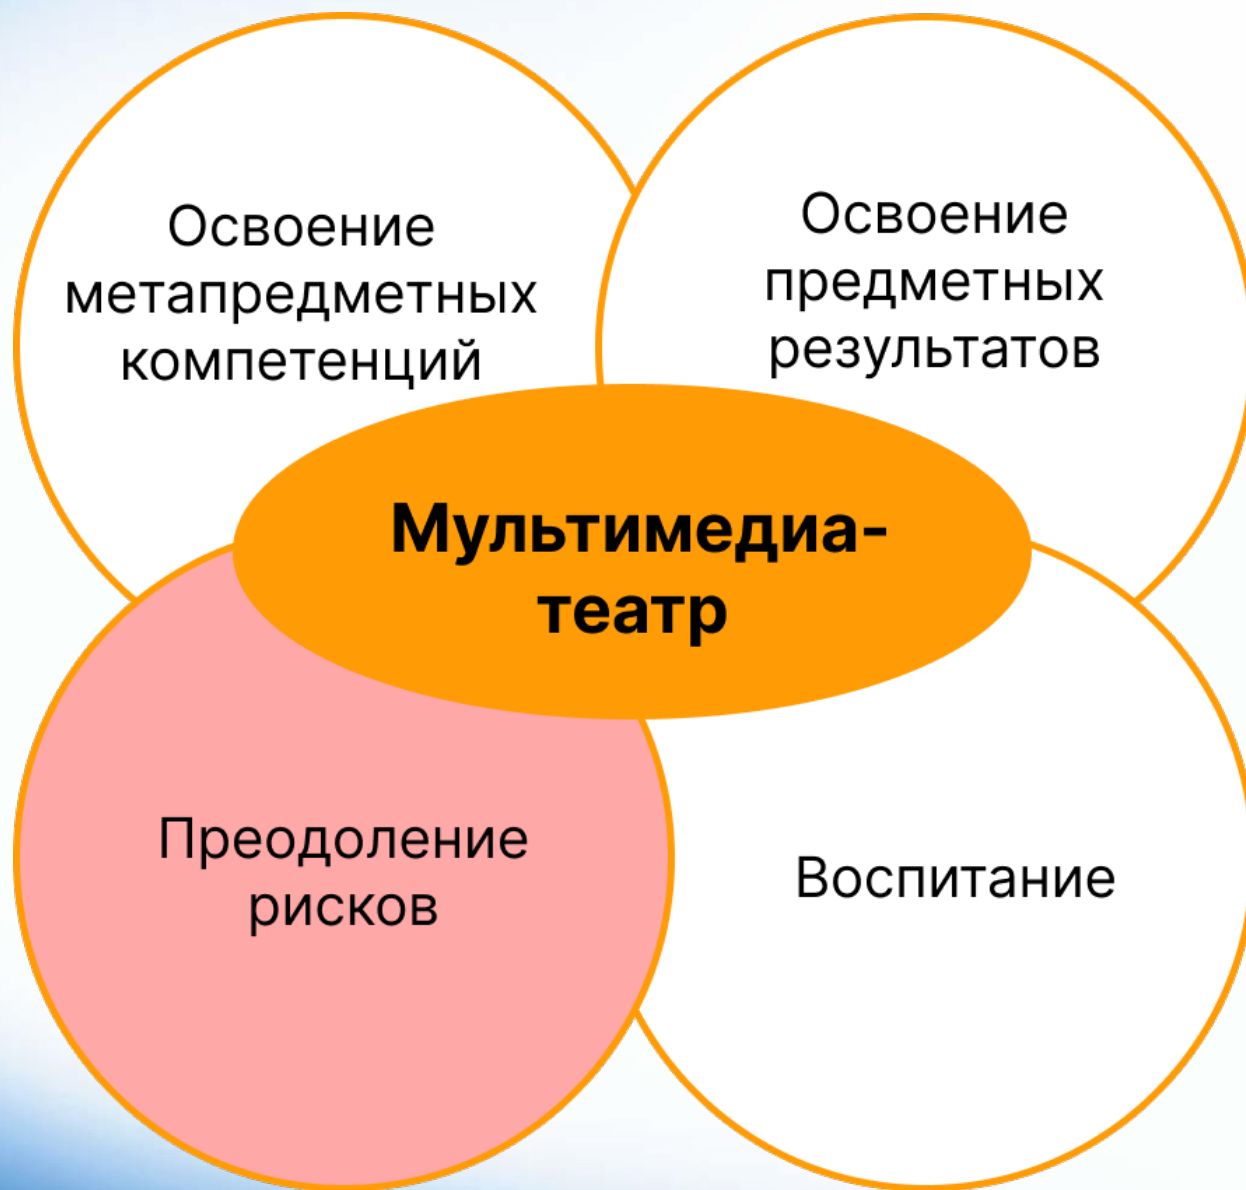 Освоение
метапредметных
компетенций
Освоение
предметных
результатов
Мультимедиа-
театр
Преодоление
рисков
Воспитание